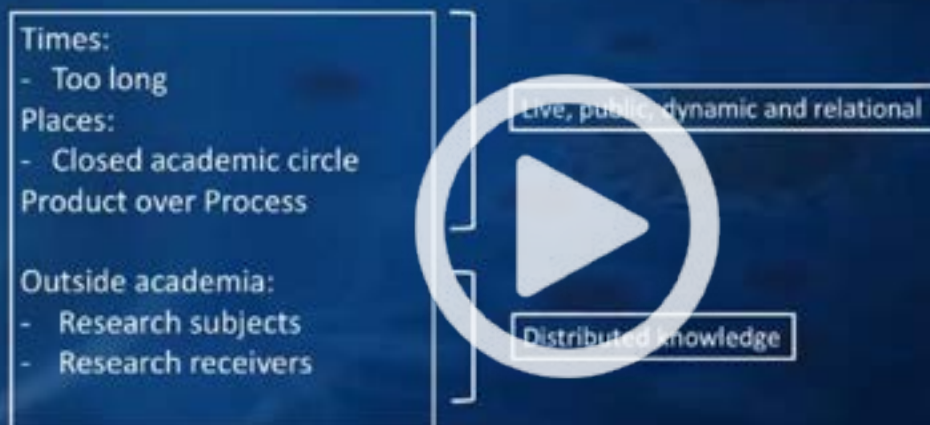 Times:
- Too long
Places:
- Closed academic circle
Product over Process
Live, public, dynamic and relational
Outside academia:
- Research subjects
- Research receivers
Distributed knowledge